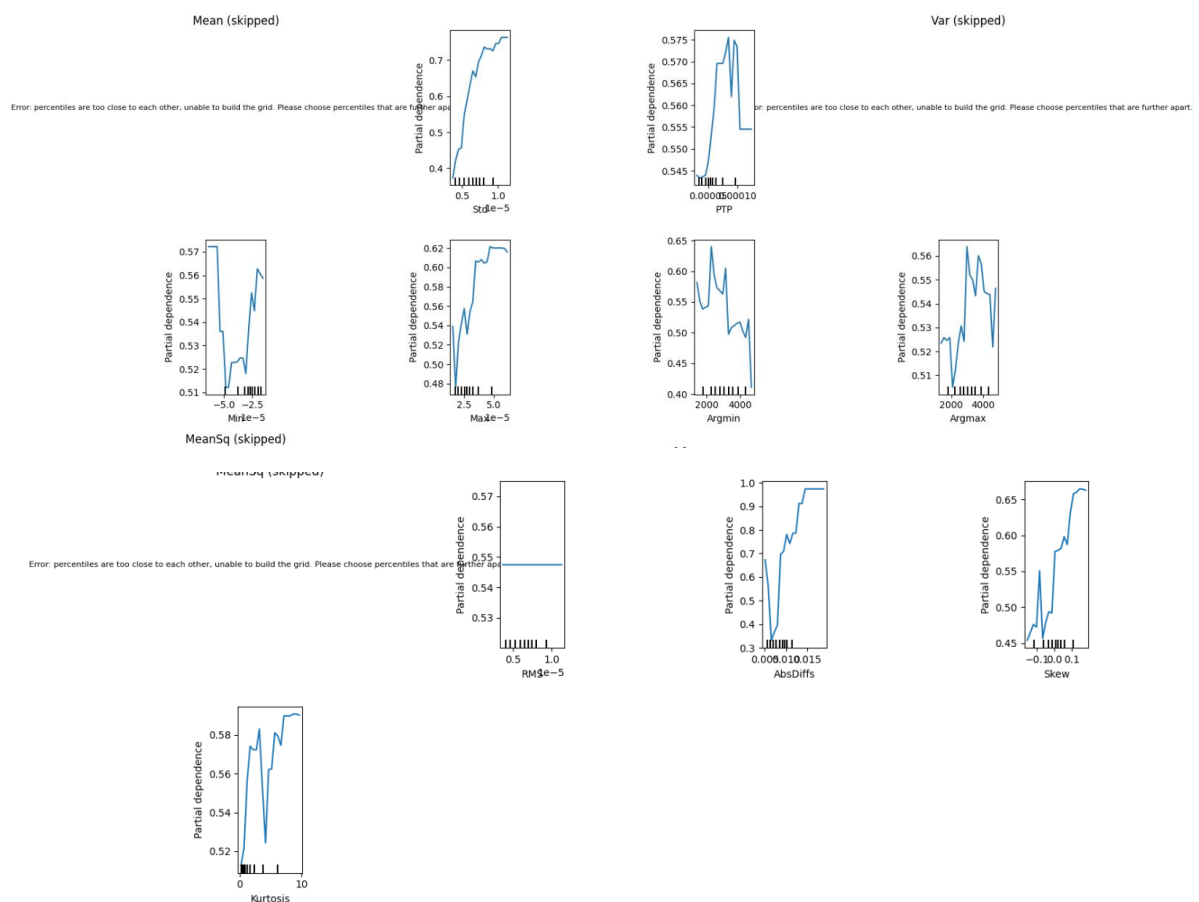 Mean (skipped)
Var (skipped)
Error: percentiles are too close to each other, unable to build the grid. Please choose percentiles that are further apa
or: percentiles are too close to each other, unable to build the grid. Please choose percentiles that are further apart.
Partial dependence
0.7
0.5
0.4
0.5 1.0
1e−5
Std
Partial dependence
0.575
0.570
0.565
0.560
0.555
0.550
0.545
PTP
Partial dependence
0.57
0.56
0.55
0.54
0.53
0.52
0.51
−5.0 −2.5
1e−5
Min
Partial dependence
0.62
0.60
0.58
0.56
0.54
0.52
0.50
0.48
2.5 5.0
1e−5
Max
Partial dependence
0.65
0.60
0.55
0.50
0.45
0.40
2000 4000
Argmin
Partial dependence
0.56
0.55
0.54
0.53
0.52
0.51
2000 4000
Argmax
MeanSq (skipped)
MeanSq (skipped)
Error: percentiles are too close to each other, unable to build the grid. Please choose percentiles that are further apa
Partial dependence
0.57
0.56
0.55
0.54
0.53
0.5 1.0
1e−5
RMS
Partial dependence
1.0
0.9
0.8
0.7
0.6
0.5
0.4
0.3
0.005 0.010 0.015
AbsDiffs
Partial dependence
0.65
0.60
0.55
0.50
0.45
−0.1 0.0 0.1
Skew
Partial dependence
0.58
0.56
0.54
0.52
0 10
Kurtosis